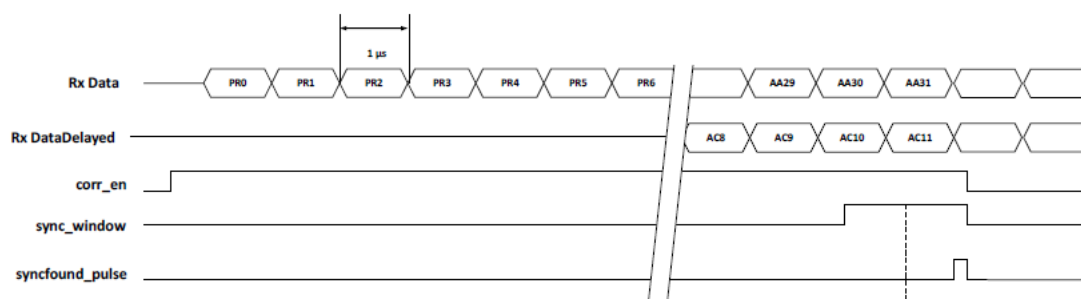 1 µs
Rx Data PR0 PR1 PR2 PR3 PR4 PR5 PR6 AA29 AA30 AA31
Rx DataDelayed AC8 AC9 AC10 AC11
corr_en
sync_window
syncfound_pulse